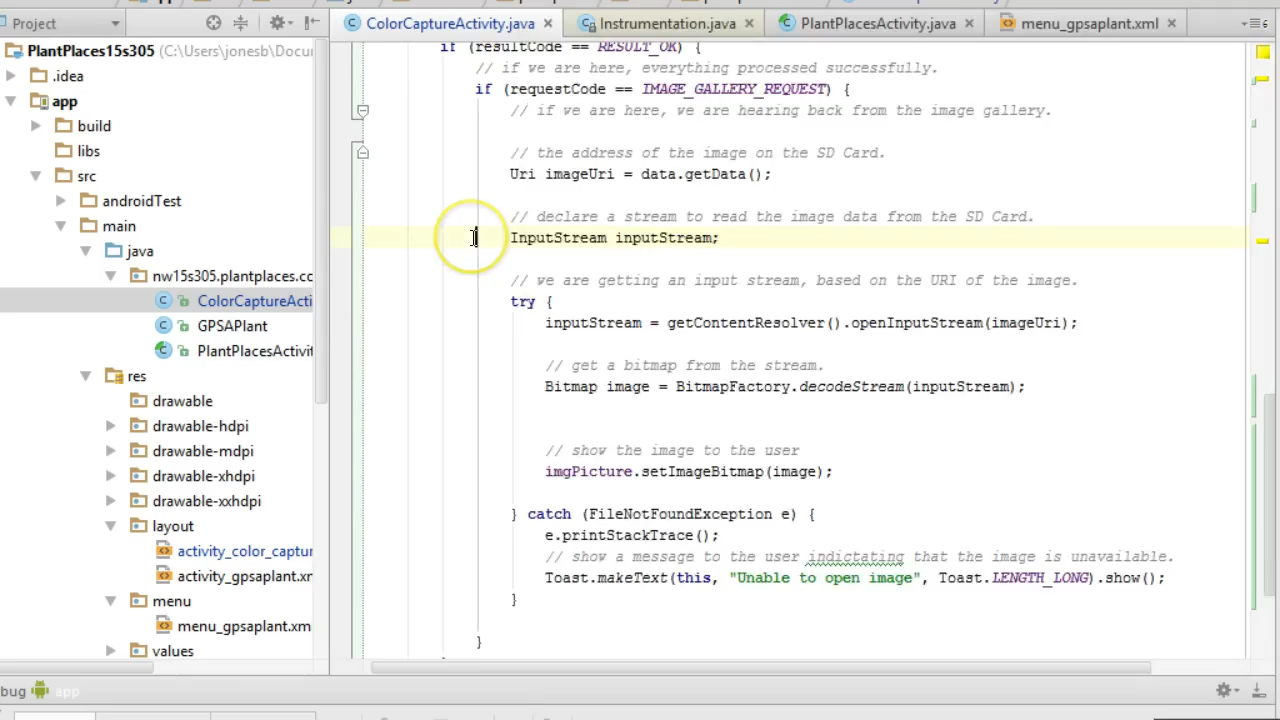 Project
ColorCaptureActivity.java
Instrumentation.java
PlantPlacesActivity.java
menu_gpsaplant.xml
PlantPlaces15s305 (C:\Users\jonesb\Docu
.idea
app
build
libs
src
androidTest
main
java
nw15s305.plantplaces.cc
ColorCaptureActi
GPSAPlant
PlantPlacesActivit
res
drawable
drawable-hdpi
drawable-mdpi
drawable-xhdpi
drawable-xxhdpi
layout
activity_color_captur
activity_gpsaplant.xn
menu
menu_gpsaplant.xm
values
if (resultCode == RESULT_OK) {
// if we are here, everything processed successfully.
if (requestCode == IMAGE_GALLERY_REQUEST) {
// if we are here, we are hearing back from the image gallery.
// the address of the image on the SD Card.
Uri imageUri = data.getData();
// declare a stream to read the image data from the SD Card.
InputStream inputStream;
// we are getting an input stream, based on the URI of the image.
try {
inputStream = getContentResolver().openInputStream(imageUri);
// get a bitmap from the stream.
Bitmap image = BitmapFactory.decodeStream(inputStream);
// show the image to the user
imgPicture.setImageBitmap(image);
} catch (FileNotFoundException e) {
e.printStackTrace();
// show a message to the user indictating that the image is unavailable.
Toast.makeText(this, "Unable to open image", Toast.LENGTH_LONG).show();
}
}
bug app